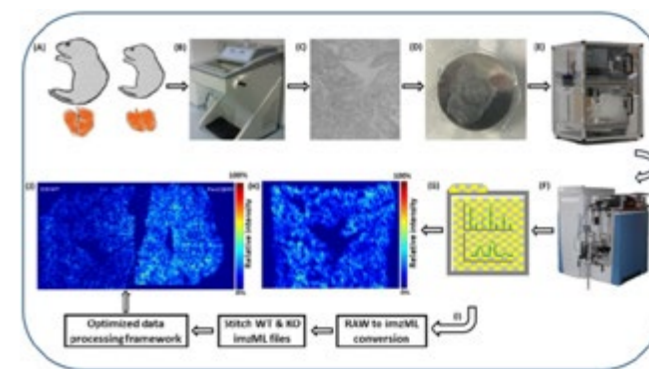 (A)
(B)
(C)
(D)
(E)
(F)
(G)
(H)
100%
Relative intensity
0%
(J)
100%
Relative intensity
0%
(I)
RAW to imzML
conversion
Stitch WT & KO
imzML files
Optimized data
processing framework